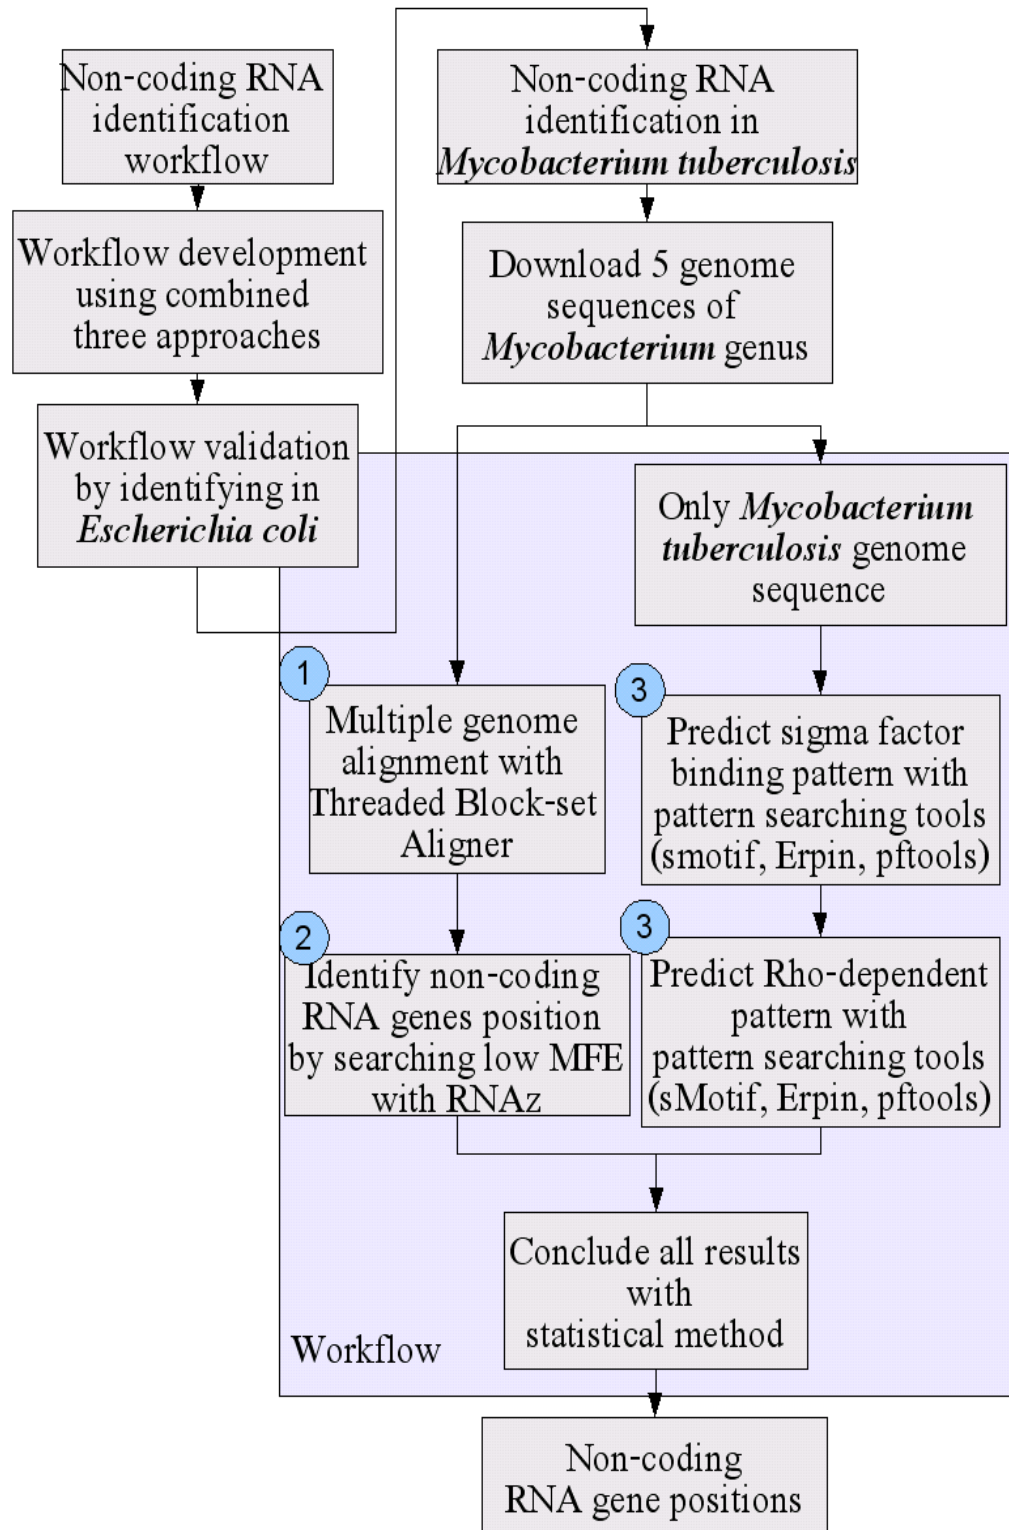 Non-coding RNA
identification
workflow
Workflow development
using combined
three approaches
Workflow validation
by identifying in
Escherichia coli
Non-coding RNA
identification in
Mycobacterium tuberculosis
Download 5 genome
sequences of
Mycobacterium genus
Only Mycobacterium
tuberculosis genome
sequence
1
Multiple genome
alignment with
Threaded Block-set
Aligner
2
Identify non-coding
RNA genes position
by searching low MFE
with RNAz
3
Predict sigma factor
binding pattern with
pattern searching tools
(smotif, Erpin, pftools)
3
Predict Rho-dependent
pattern with
pattern searching tools
(sMotif, Erpin, pftools)
Conclude all results
with
statistical method
Workflow
Non-coding
RNA gene positions